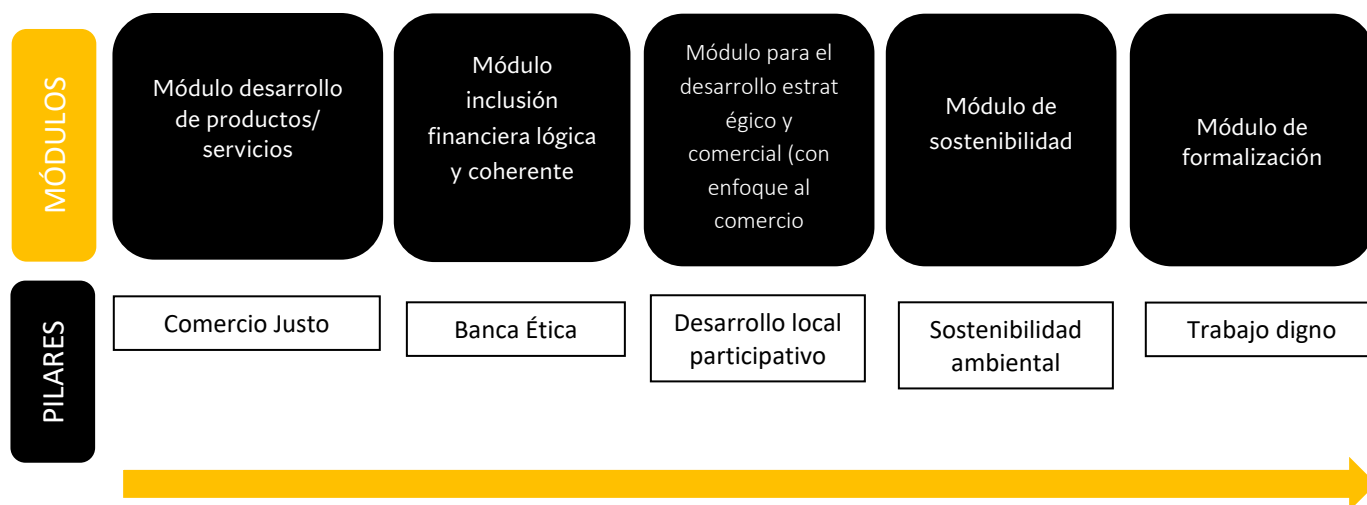 MÓDULOS
Módulo desarrollo
de productos/
servicios
Módulo
inclusión
financiera lógica
y coherente
Módulo para el
desarrollo estrat
égico y
comercial (con
enfoque al
comercio
Módulo de
sostenibilidad
Módulo de
formalización
PILARES
Comercio Justo
Banca Ética
Desarrollo local
participativo
Sostenibilidad
ambiental
Trabajo digno